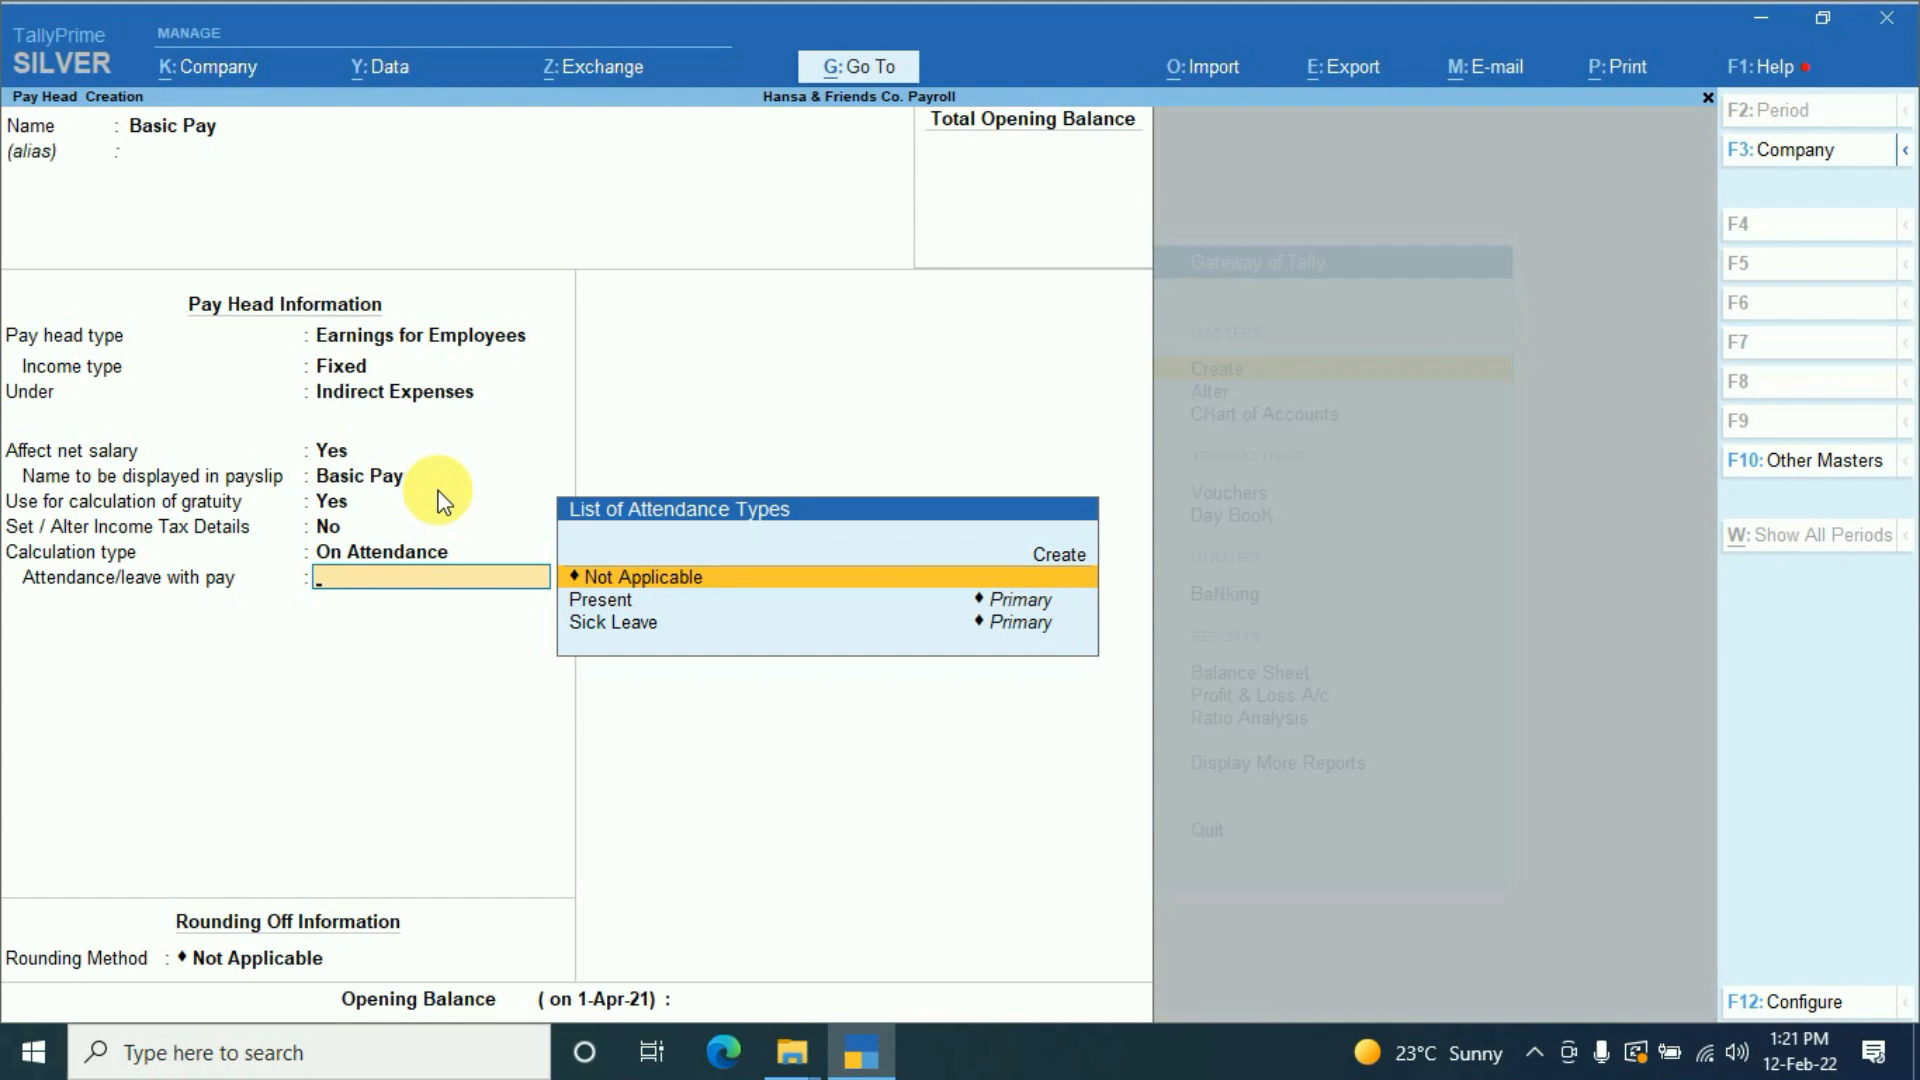 TallyPrime
SILVER
MANAGE
K: Company
Y: Data
Z: Exchange
G: Go To
O: Import
E: Export
M: E-mail
P: Print
F1: Help
Pay Head Creation
Hansa & Friends Co. Payroll
Name : Basic Pay
(alias) :
Total Opening Balance
Pay Head Information
Pay head type : Earnings for Employees
Income type : Fixed
Under : Indirect Expenses
Affect net salary : Yes
Name to be displayed in payslip : Basic Pay
Use for calculation of gratuity : Yes
Set / Alter Income Tax Details : No
Calculation type : On Attendance
Attendance/leave with pay :
List of Attendance Types
Create
♦ Not Applicable
Present ♦ Primary
Sick Leave ♦ Primary
Rounding Off Information
Rounding Method : ♦ Not Applicable
Opening Balance ( on 1-Apr-21) :
Gateway of Tally
MASTERS
Create
Alter
CHart of Accounts
TRANSACTIONS
Vouchers
Day BooK
UTILITIES
BaNking
REPORTS
Balance Sheet
Profit & Loss A/c
Ratio Analysis
Display More Reports
Quit
F2: Period
F3: Company
F4
F5
F6
F7
F8
F9
F10: Other Masters
W: Show All Periods
F12: Configure
Type here to search
23°C Sunny
1:21 PM
12-Feb-22